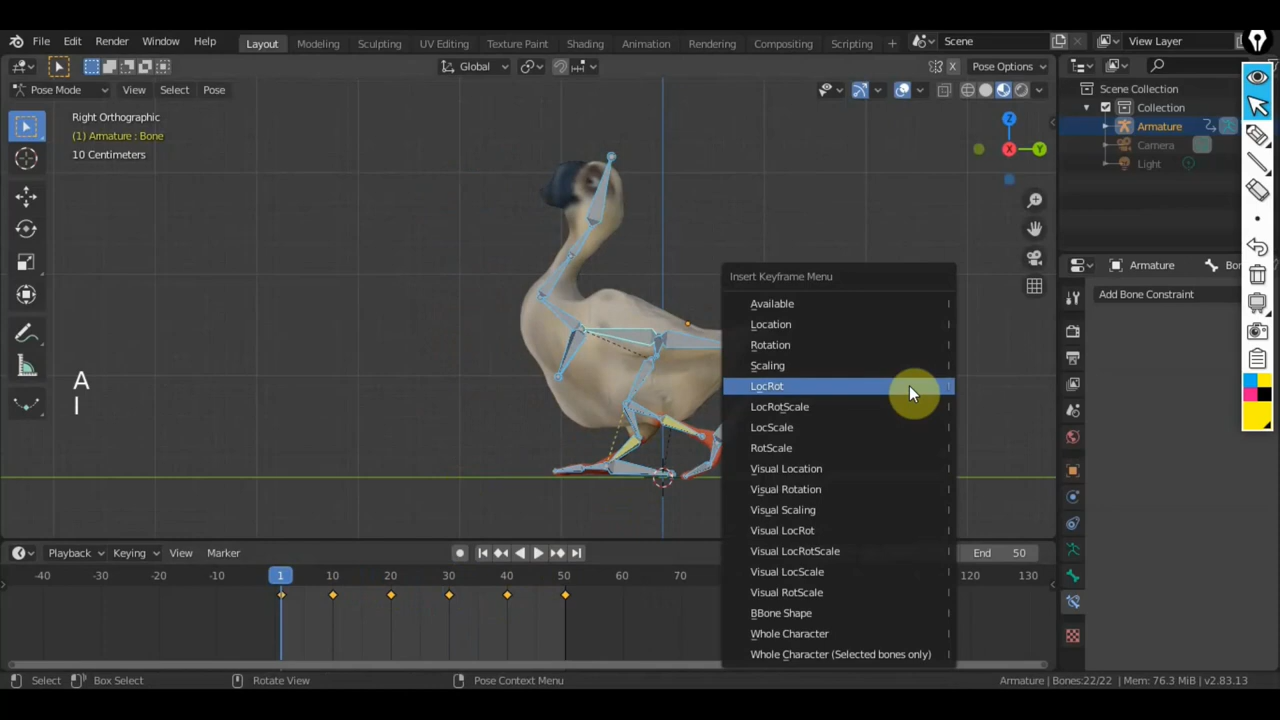 File Edit Render Window Help Layout Modeling Sculpting UV Editing Texture Paint Shading Animation Rendering Compositing Scripting + Scene View Layer
Global X Pose Options
Pose Mode View Select Pose
Right Orthographic
(1) Armature : Bone
10 Centimeters
Z
X Y
Scene Collection
Collection
Armature
Camera
Light
Armature
Add Bone Constraint
A
I
Insert Keyframe Menu
Available I
Location I
Rotation I
Scaling I
LocRot I
LocRotScale I
LocScale I
RotScale I
Visual Location I
Visual Rotation I
Visual Scaling I
Visual LocRot I
Visual LocRotScale I
Visual LocScale I
Visual RotScale I
BBone Shape I
Whole Character I
Whole Character (Selected bones only) I
Playback Keying View Marker End 50
-40 -20 -10 1 10 20 30 40 50 60 70 120 130
Select Box Select Rotate View Pose Context Menu Armature | Bones:22/22 | Mem: 76.3 MiB | v2.83.13